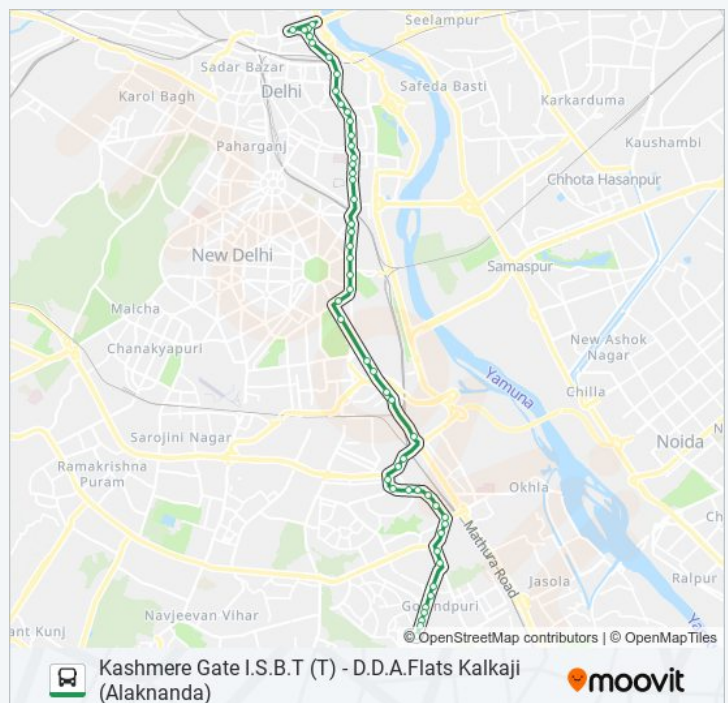 Seelampur
Sadar Bazar
Safeda Basti
Delhi
Karol Bagh
Karkarduma
Paharganj
Kaushambi
Chhota Hasanpur
New Delhi
Samaspur
Malcha
New Ashok
Nagar
Chanakyapuri
Yamuna
Chilla
Sarojini Nagar
Noida
Ramakrishna
Puram
Okhla
Mathura Road
Jasola
Ralpur
Navjeevan Vihar
ant Kunj
© OpenStreetMap contributors | © OpenMapTiles
Kashmere Gate I.S.B.T (T) - D.D.A.Flats Kalkaji
(Alaknanda)
moovit